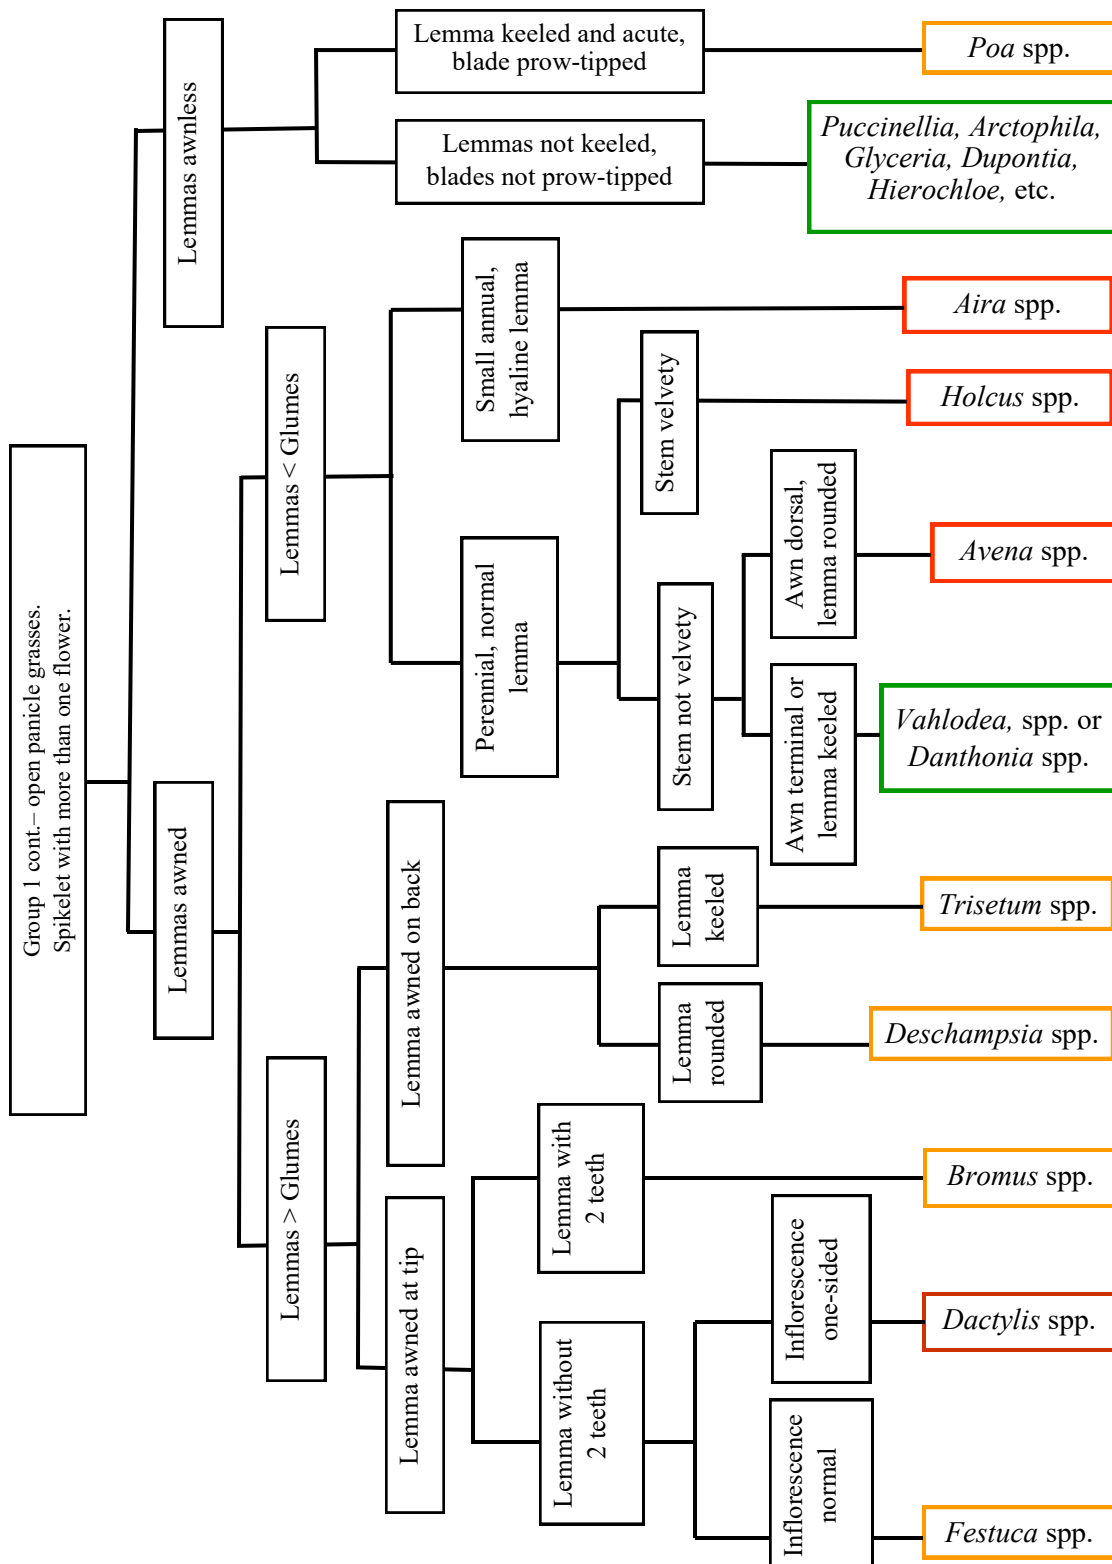 Group 1 cont.– open panicle grasses.
Spikelet with more than one flower.
Lemmas awnless
Lemma keeled and acute,
blade prow-tipped
Poa spp.
Lemmas not keeled,
blades not prow-tipped
Puccinellia, Arctophila,
Glyceria, Dupontia,
Hierochloe, etc.
Lemmas awned
Lemmas < Glumes
Small annual,
hyaline lemma
Aira spp.
Perennial, normal
lemma
Stem velvety
Holcus spp.
Stem not velvety
Awn dorsal,
lemma rounded
Avena spp.
Awn terminal or
lemma keeled
Vahlodea, spp. or
Danthonia spp.
Lemmas > Glumes
Lemma awned on back
Lemma
keeled
Trisetum spp.
Lemma
rounded
Deschampsia spp.
Lemma awned at tip
Lemma with
2 teeth
Bromus spp.
Lemma without
2 teeth
Inflorescence
one-sided
Dactylis spp.
Inflorescence
normal
Festuca spp.